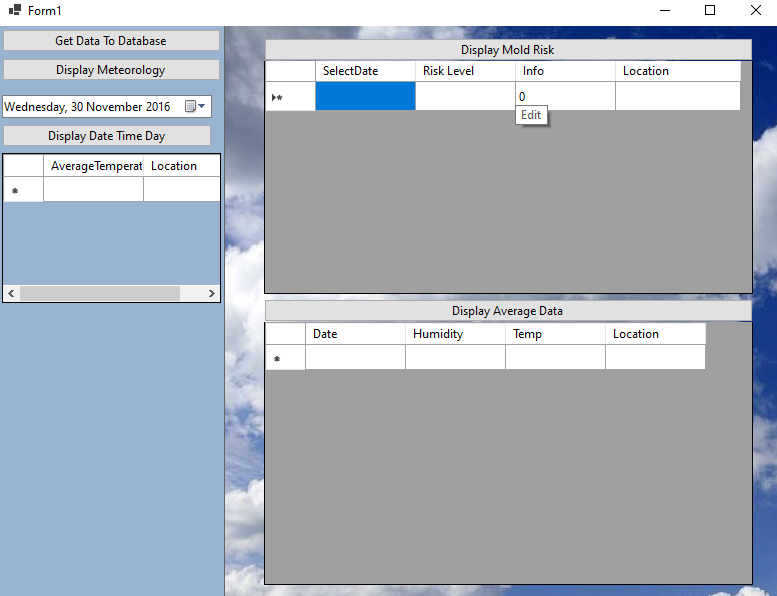 Form1
Get Data To Database
Display Meteorology
Wednesday, 30 November 2016
Display Date Time Day
AverageTemperat Location
Display Mold Risk
SelectDate Risk Level Info Location
0
Edit
Display Average Data
Date Humidity Temp Location